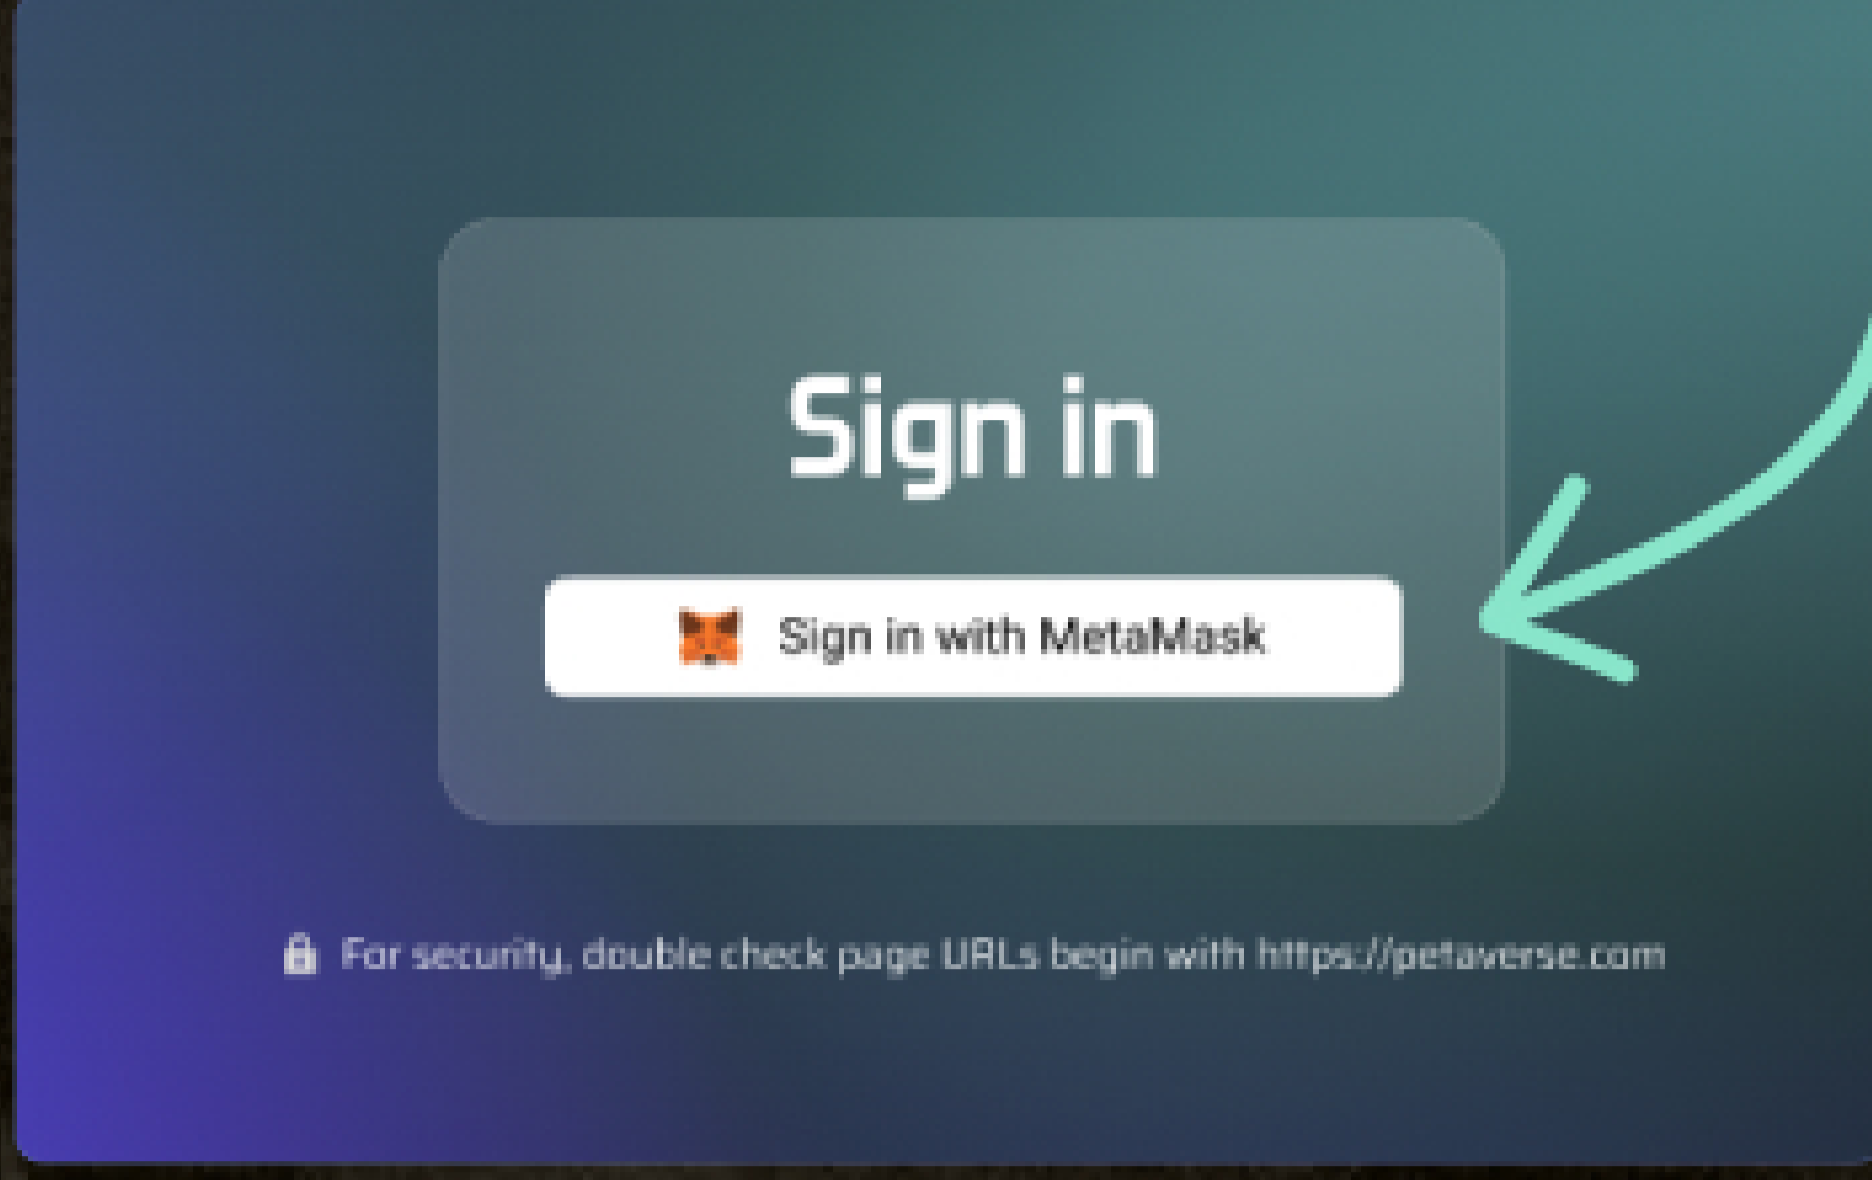 Sign in
Sign in with MetaMask
For security, double check page URLs begin with https://petaverse.com